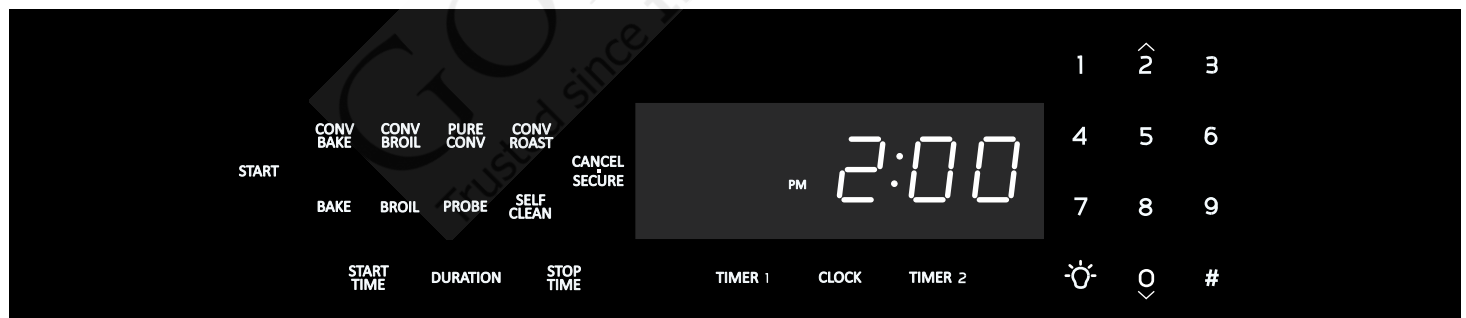 START
CONV
BAKE
CONV
BROIL
PURE
CONV
CONV
ROAST
BAKE
BROIL
PROBE
SELF
CLEAN
CANCEL
SECURE
START
TIME
DURATION
STOP
TIME
PM 2:00
TIMER 1
CLOCK
TIMER 2
1 2 3
4 5 6
7 8 9
0 #
Trusted since